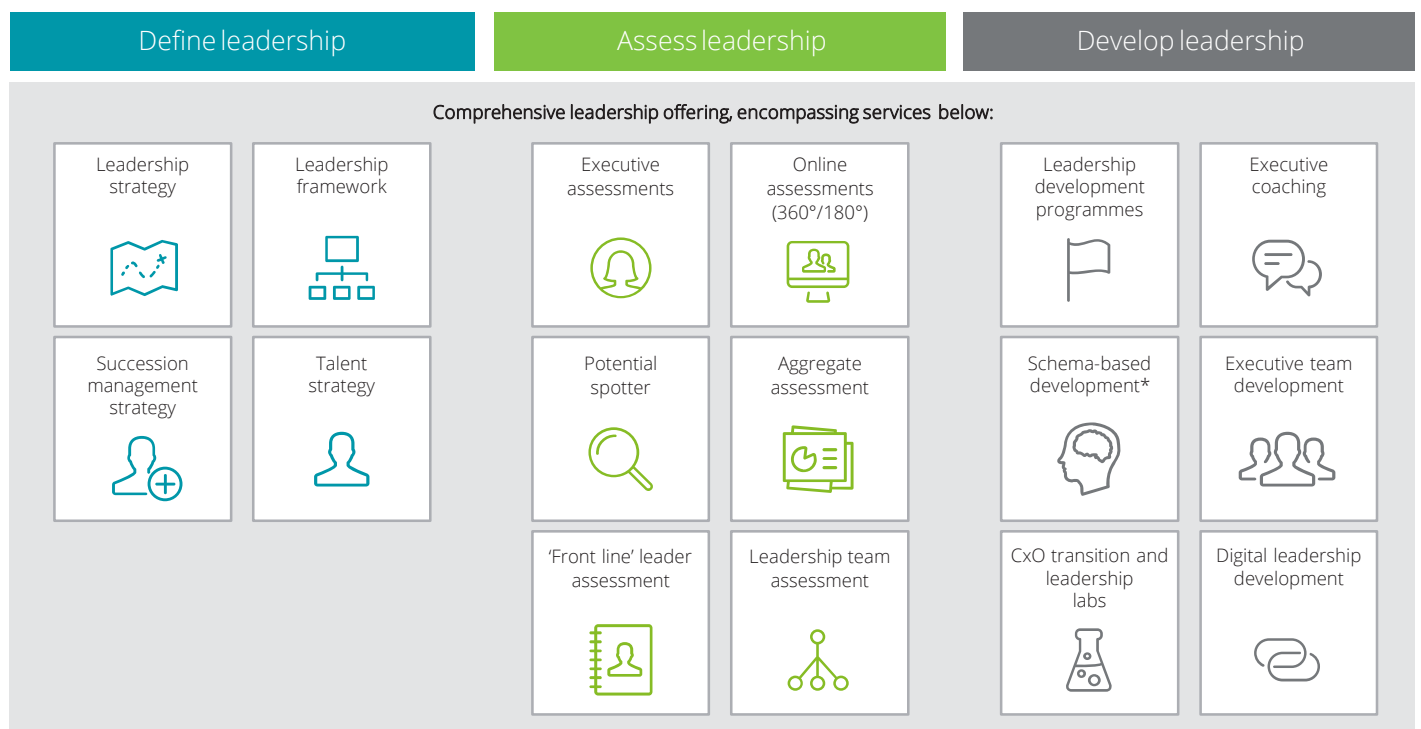 Define leadership
Assess leadership
Develop leadership
Comprehensive leadership offering, encompassing services below:
Leadership
strategy
Leadership
framework
Succession
management
strategy
Talent
strategy
Executive
assessments
Online
assessments
(360°/180°)
Potential
spotter
Aggregate
assessment
‘Front line’ leader
assessment
Leadership team
assessment
Leadership
development
programmes
Executive
coaching
Schema-based
development*
Executive team
development
CxO transition and
leadership
labs
Digital leadership
development